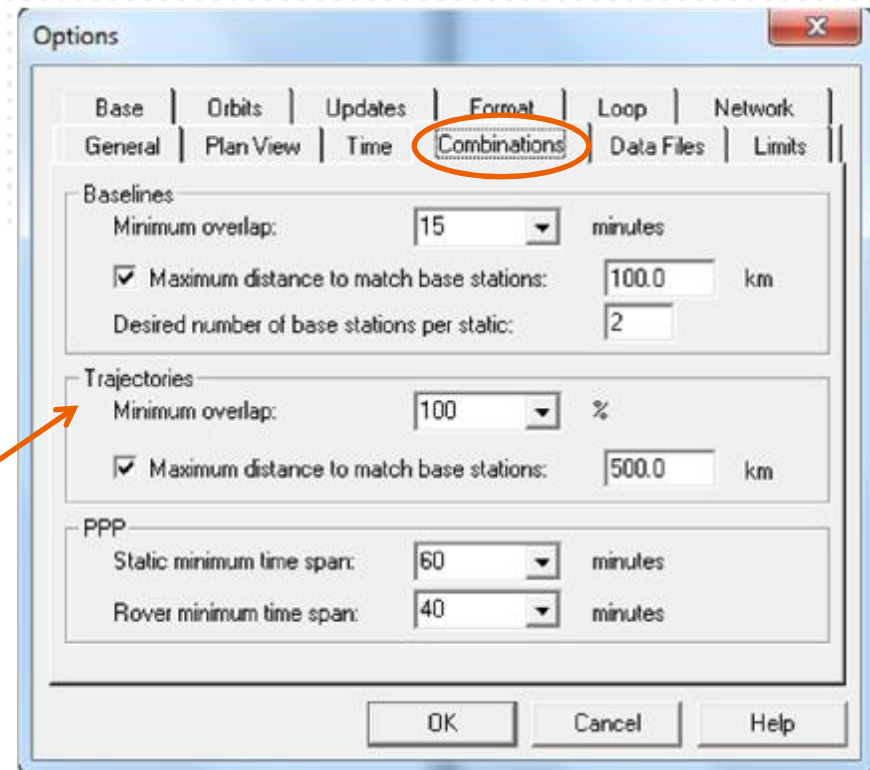 Options
Base Orbits Updates Format Loop Network
General Plan View Time Combinations Data Files Limits
Baselines
Minimum overlap: 15 minutes
Maximum distance to match base stations: 100.0 km
Desired number of base stations per static: 2
Trajectories
Minimum overlap: 100 %
Maximum distance to match base stations: 500.0 km
PPP
Static minimum time span: 60 minutes
Rover minimum time span: 40 minutes
OK Cancel Help